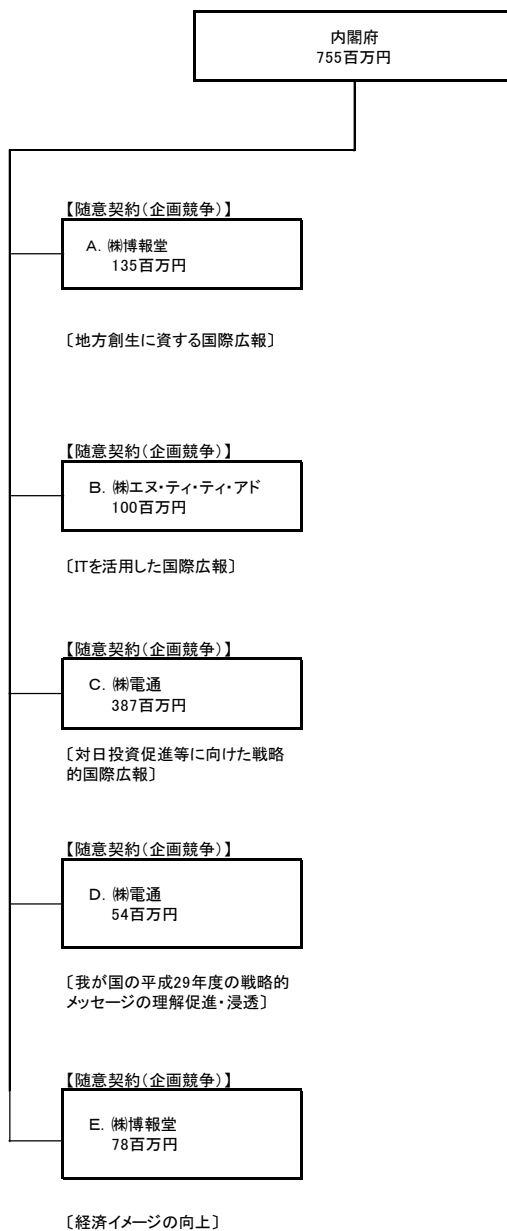 内閣府
755百万円
【随意契約(企画競争)】
A. ㈱博報堂
135百万円
〔地方創生に資する国際広報〕
【随意契約(企画競争)】
B. ㈱エヌ・ティ・ティ・アド
100百万円
〔ITを活用した国際広報〕
【随意契約(企画競争)】
C. ㈱電通
387百万円
〔対日投資促進等に向けた戦略
的国際広報〕
【随意契約(企画競争)】
D. ㈱電通
54百万円
〔我が国の平成29年度の戦略的
メッセージの理解促進・浸透〕
【随意契約(企画競争)】
E. ㈱博報堂
78百万円
〔経済イメージの向上〕